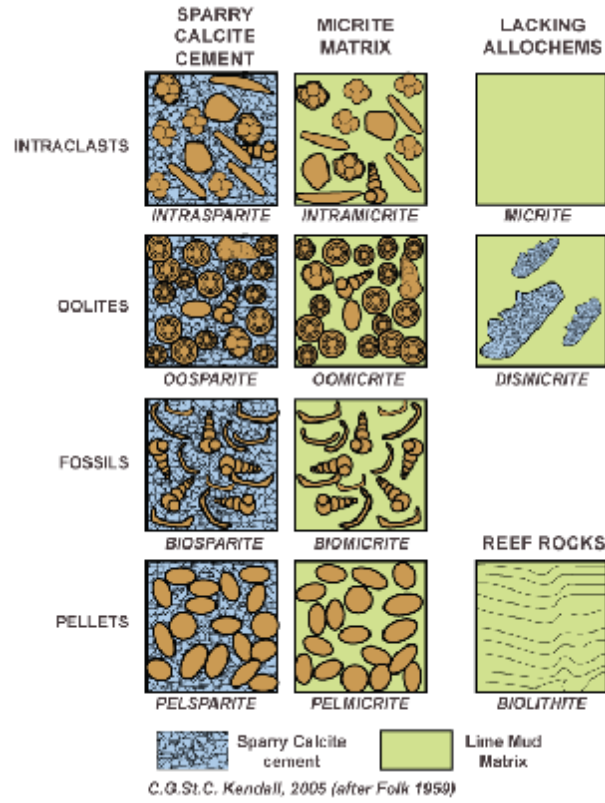 SPARRY
CALCITE
CEMENT
MICRITE
MATRIX
LACKING
ALLOCHEMS
INTRACLASTS
INTRASPARITE
INTRAMICRITE
MICRITE
OOLITES
OOSPARITE
OOMICRITE
DISMICRITE
FOSSILS
BIOSPARITE
BIOMICRITE
REEF ROCKS
PELLETS
PELSPARITE
PELMICRITE
BIOLITHITE
Sparry Calcite
cement
Lime Mud
Matrix
C.G.St.C. Kendall, 2005 (after Folk 1959)